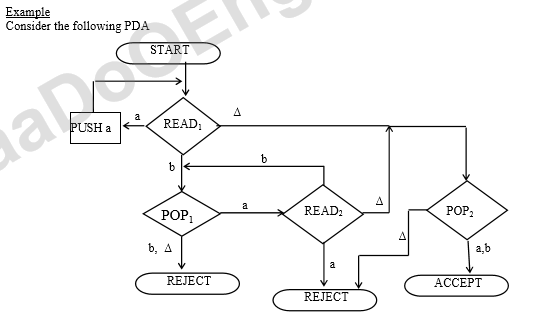 Example
Consider the following PDA
START
a
Δ
PUSH a
READ₁
b
b
POP₁
a
READ₂
Δ
POP₂
b, Δ
a
Δ
a,b
REJECT
REJECT
ACCEPT